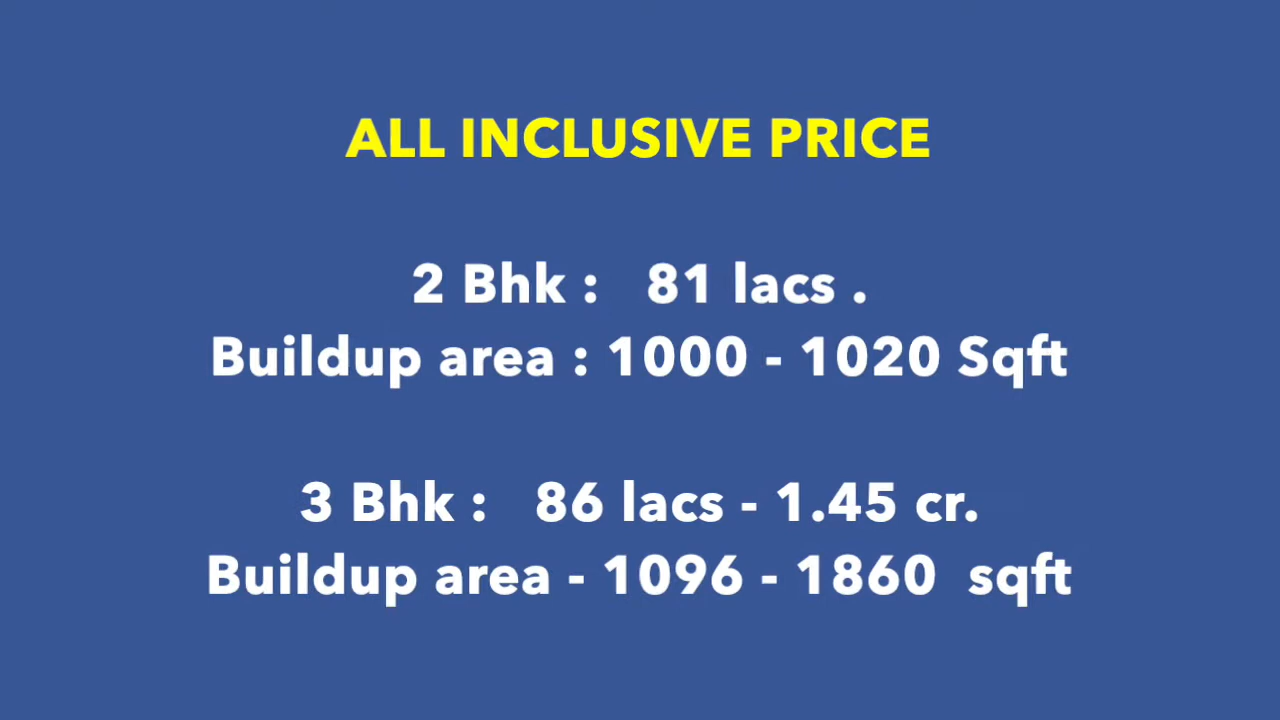 ALL INCLUSIVE PRICE
2 Bhk : 81 lacs .
Buildup area : 1000 - 1020 Sqft
3 Bhk : 86 lacs - 1.45 cr.
Buildup area - 1096 - 1860 sqft